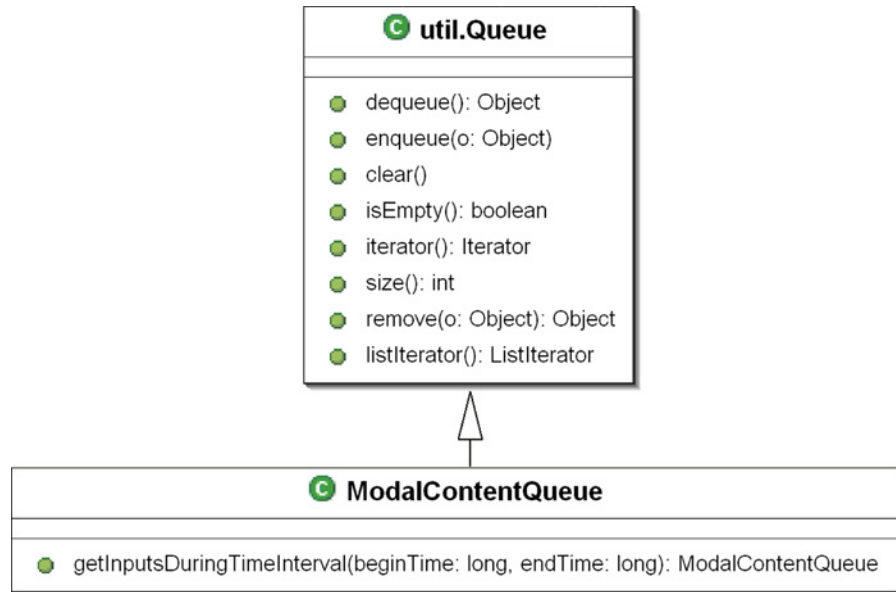 C util.Queue
dequeue(): Object
enqueue(o: Object)
clear()
isEmpty(): boolean
iterator(): Iterator
size(): int
remove(o: Object): Object
listIterator(): ListIterator
C ModalContentQueue
getInputsDuringTimeInterval(beginTime: long, endTime: long): ModalContentQueue